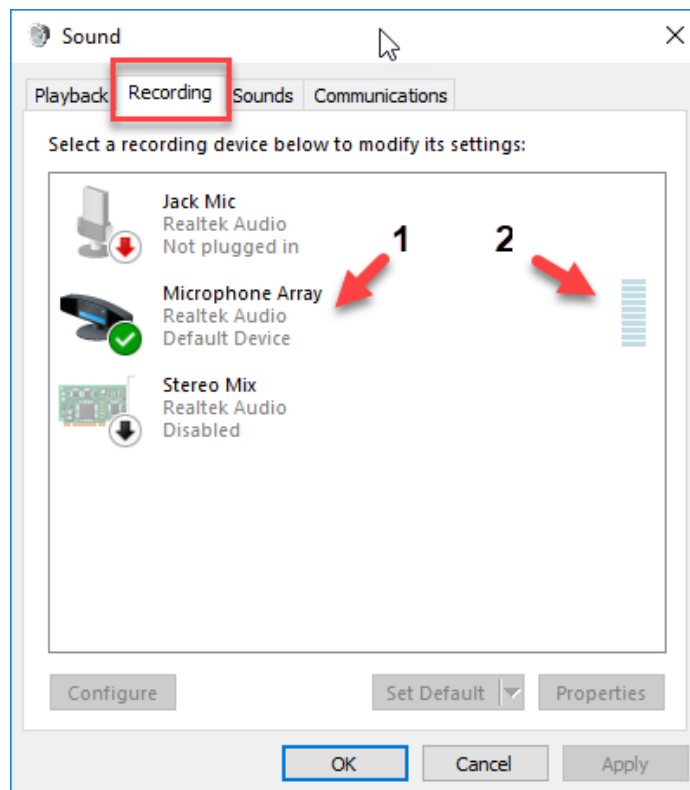 Sound
Playback Recording Sounds Communications
Select a recording device below to modify its settings:
Jack Mic
Realtek Audio
Not plugged in
1 2
Microphone Array
Realtek Audio
Default Device
Stereo Mix
Realtek Audio
Disabled
Configure Set Default Properties
OK Cancel Apply